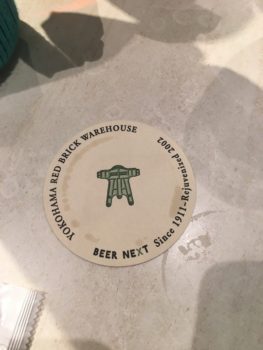 YOKOHAMA RED BRICK WAREHOUSE
Since 1911~Rejuvenated 2002
BEER NEXT